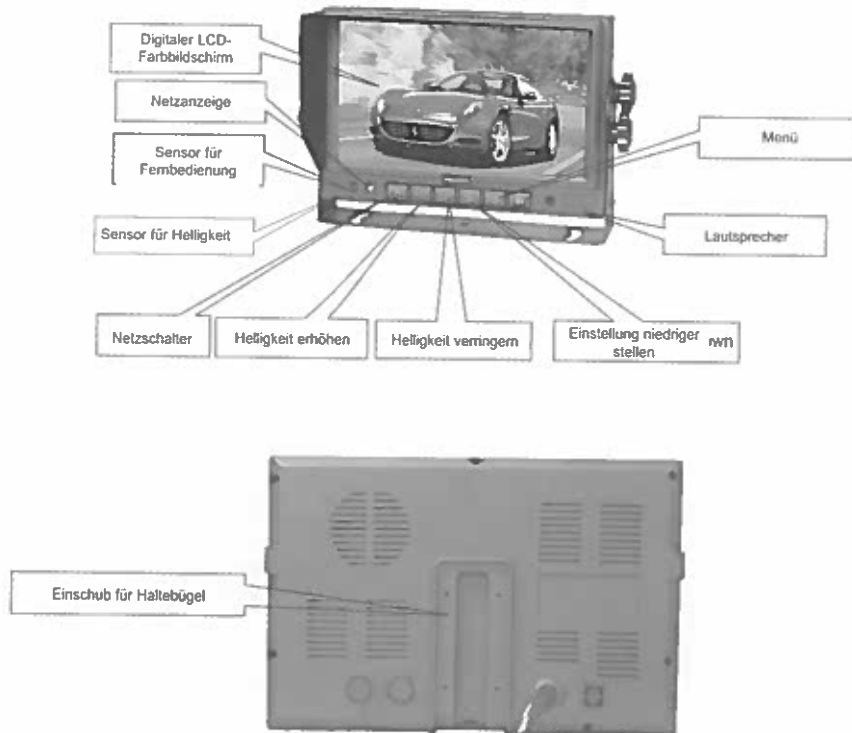 Digitaler LCD-
Farbbildschirm
Netzanzeige
Sensor für
Fernbedienung
Sensor für Helligkeit
Menü
Lautsprecher
Netzschalter
Helligkeit erhöhen
Helligkeit verringern
Einstellung niedriger
stellen
Einschub für Haltebügel